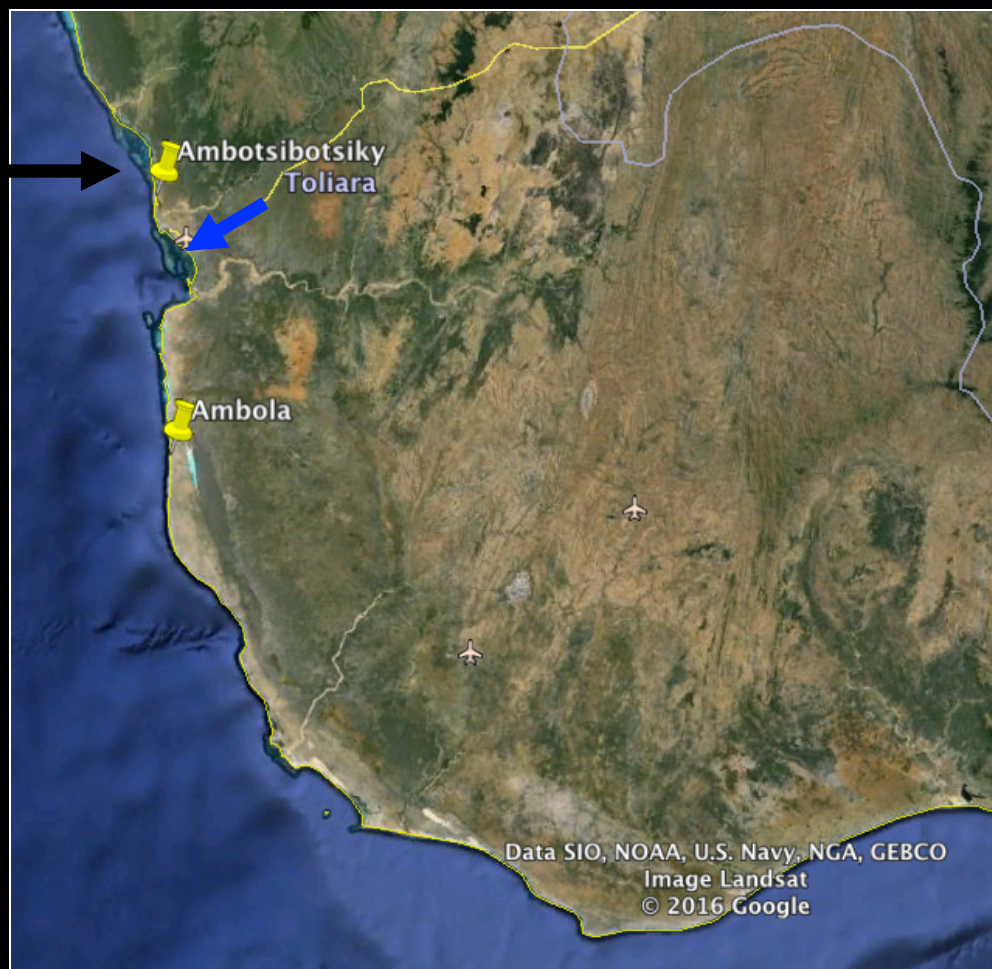 Ambotsibotsiky
Toliara
Ambola
Data SIO, NOAA, U.S. Navy, NGA, GEBCO
Image Landsat
© 2016 Google